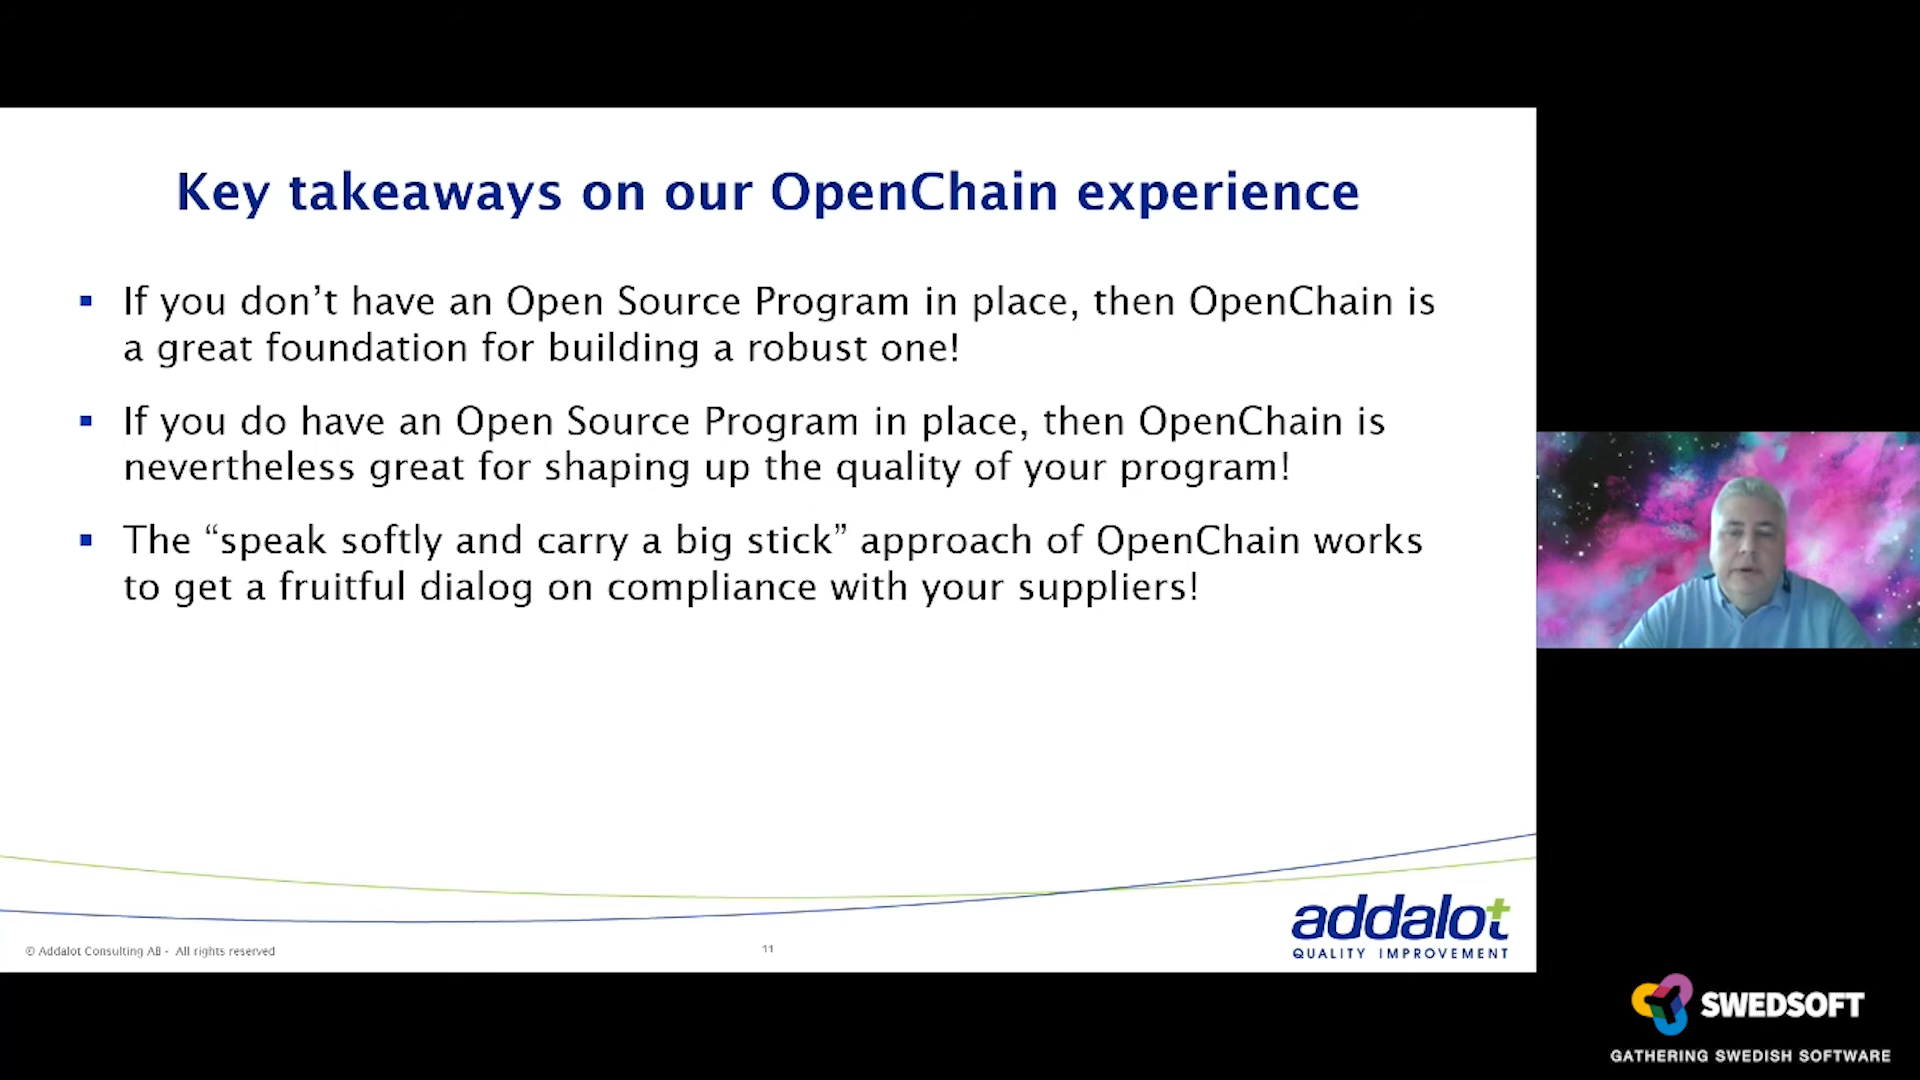 Key takeaways on our OpenChain experience
▪ If you don’t have an Open Source Program in place, then OpenChain is
a great foundation for building a robust one!
▪ If you do have an Open Source Program in place, then OpenChain is
nevertheless great for shaping up the quality of your program!
▪ The “speak softly and carry a big stick” approach of OpenChain works
to get a fruitful dialog on compliance with your suppliers!
© Addalot Consulting AB - All rights reserved
11
addalot
QUALITY IMPROVEMENT
SWEDSOFT
GATHERING SWEDISH SOFTWARE